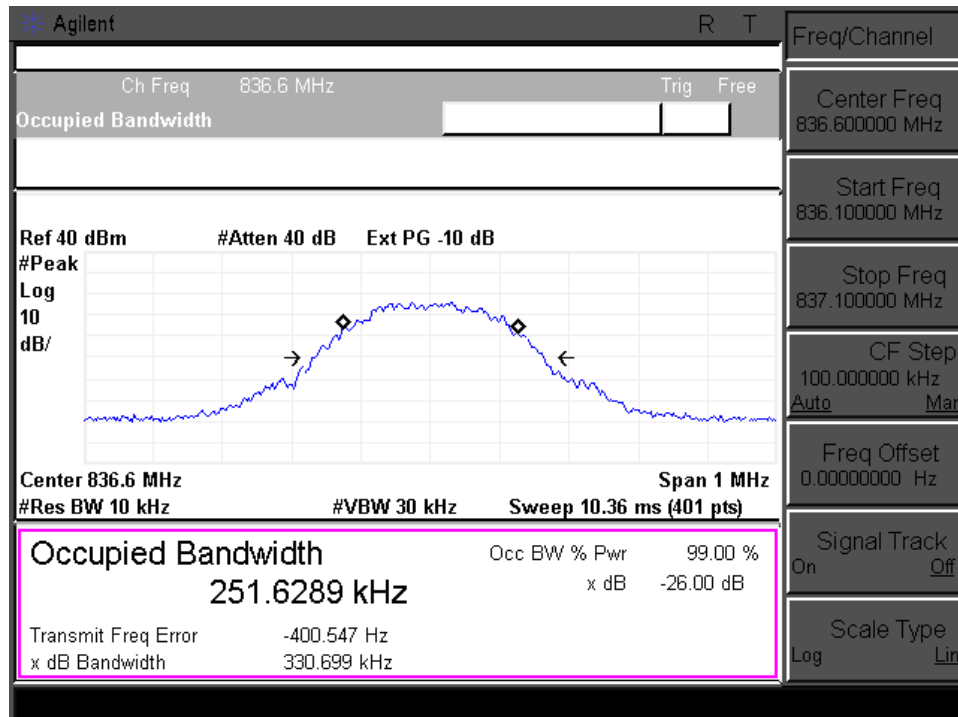 Agilent R T
Freq/Channel
Ch Freq 836.6 MHz Trig Free
Occupied Bandwidth
Center Freq
836.600000 MHz
Start Freq
836.100000 MHz
Ref 40 dBm #Atten 40 dB Ext PG -10 dB
#Peak
Log
10
dB/
Stop Freq
837.100000 MHz
CF Step
100.000000 kHz
Auto Man
Freq Offset
0.00000000 Hz
Center 836.6 MHz Span 1 MHz
#Res BW 10 kHz #VBW 30 kHz Sweep 10.36 ms (401 pts)
Signal Track
On Off
Occupied Bandwidth
251.6289 kHz
Occ BW % Pwr 99.00 %
x dB -26.00 dB
Transmit Freq Error -400.547 Hz
x dB Bandwidth 330.699 kHz
Scale Type
Log Lin